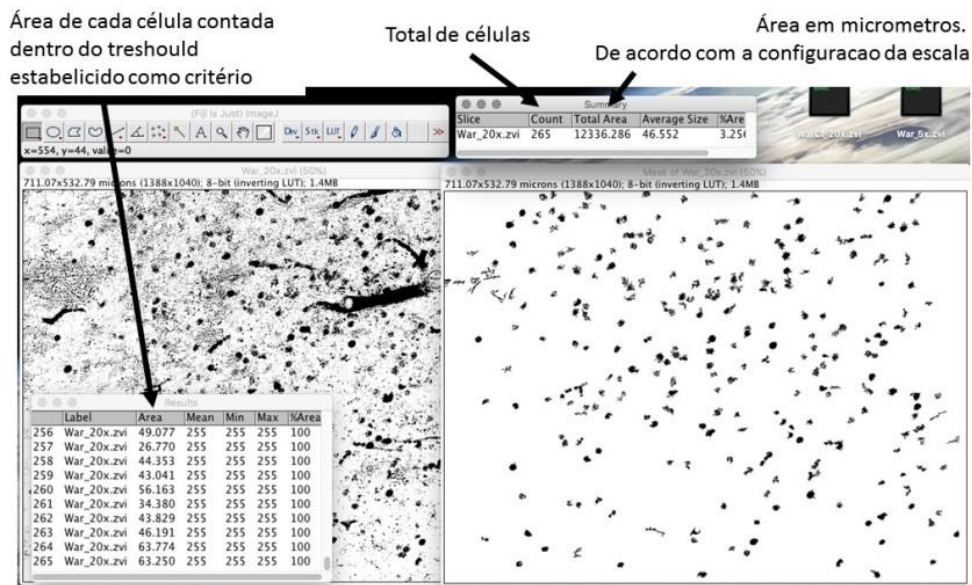 Área de cada célula contada
dentro do treshould
estabelicido como critério
Total de células
Área em micrometros.
De acordo com a configuracao da escala
(Fiji Is Just) ImageJ
Dev Stk LUT
x=554, y=44, value=0
Summary
Slice Count Total Area Average Size %Are
War_20x.zvi 265 12336.286 46.552 3.256
War_5x.zvi
War_20x.zvi (50%)
711.07x532.79 microns (1388x1040); 8-bit (inverting LUT); 1.4MB
Mask of War_20x.zvi (50%)
711.07x532.79 microns (1388x1040); 8-bit (inverting LUT); 1.4MB
Results
Label Area Mean Min Max %Area
256 War_20x.zvi 49.077 255 255 255 100
257 War_20x.zvi 26.770 255 255 255 100
258 War_20x.zvi 44.353 255 255 255 100
259 War_20x.zvi 43.041 255 255 255 100
260 War_20x.zvi 56.163 255 255 255 100
261 War_20x.zvi 34.380 255 255 255 100
262 War_20x.zvi 43.829 255 255 255 100
263 War_20x.zvi 46.191 255 255 255 100
264 War_20x.zvi 63.774 255 255 255 100
265 War_20x.zvi 63.250 255 255 255 100